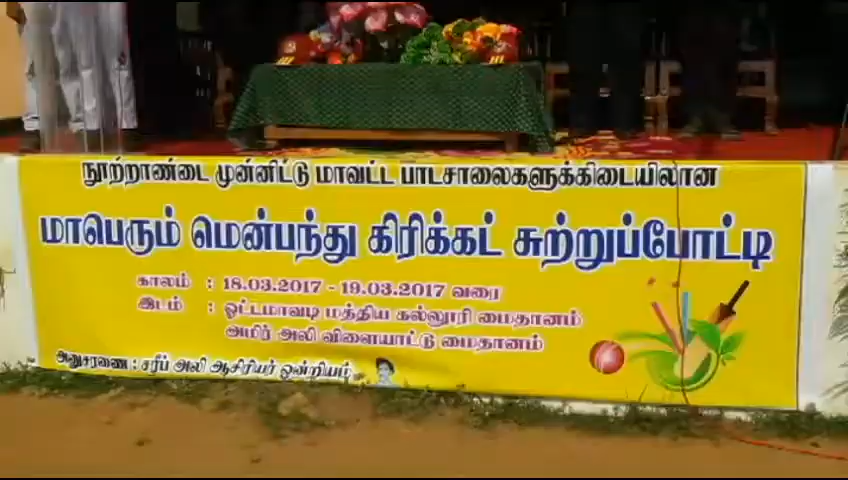 நூற்றாண்டை முன்னிட்டு மாவட்ட பாடசாலைகளுக்கிடையிலான
மாபெரும் மென்பந்து கிரிக்கட் சுற்றுப்போட்டி
காலம் : 18.03.2017 - 19.03.2017 வரை
இடம் : ஓட்டமாவடி மத்திய கல்லூரி மைதானம்
அமிர் அலி விளையாட்டு மைதானம்
அனுசரணை : சரீப் அலி ஆசிரியர் ஒன்றியம்